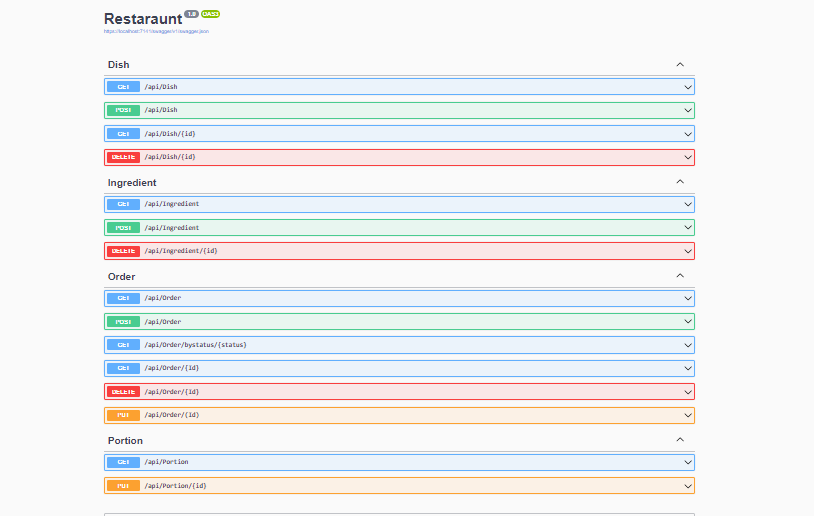 Restaraunt 1.0 OAS3
https://localhost:7141/swagger/v1/swagger.json
Dish
GET /api/Dish
POST /api/Dish
GET /api/Dish/{id}
DELETE /api/Dish/{id}
Ingredient
GET /api/Ingredient
POST /api/Ingredient
DELETE /api/Ingredient/{id}
Order
GET /api/Order
POST /api/Order
GET /api/Order/bystatus/{status}
GET /api/Order/{id}
DELETE /api/Order/{id}
PUT /api/Order/{id}
Portion
GET /api/Portion
PUT /api/Portion/{id}